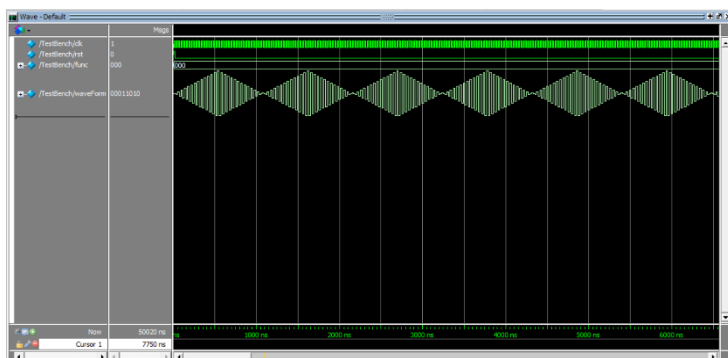 Wave - Default
Msgs
/TestBench/clk 1
/TestBench/rst 0
/TestBench/func 000 000
/TestBench/waveForm 00011010
Now 50020 ns ns 1000 ns 2000 ns 3000 ns 4000 ns 5000 ns 6000 ns
Cursor 1 7750 ns